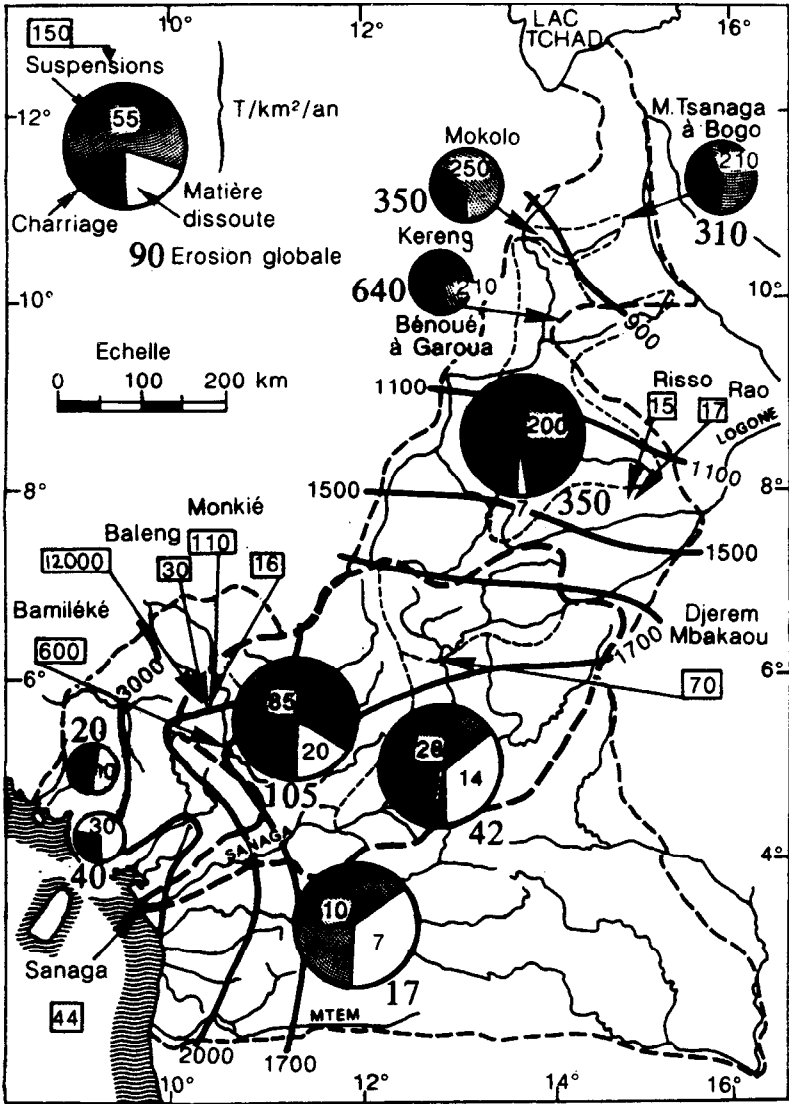 10°
12°
16°
LAC
TCHAD
150
Suspensions
55
T/km²/an
Matière
dissoute
Charriage
90 Erosion globale
12°
M.Tsanaga
à Bogo
Mokolo
250
210
350
310
Kereng
640
210
10°
10°
Bénoué
à Garoua
900
Echelle
0 100 200 km
1100
Risso
Rao
15
17
LOGONE
200
1100
8°
8°
1500
7
350
1500
Monkié
Baleng
110
12000
30
16
Bamiléké
Djerem
Mbakaou
600
1700
3000
6°
6°
70
85
20
20
10
28
14
105
30
SANAGA
42
4°
40
10
7
Sanaga
17
44
MTEM
2000
1700
10°
12°
14°
16°